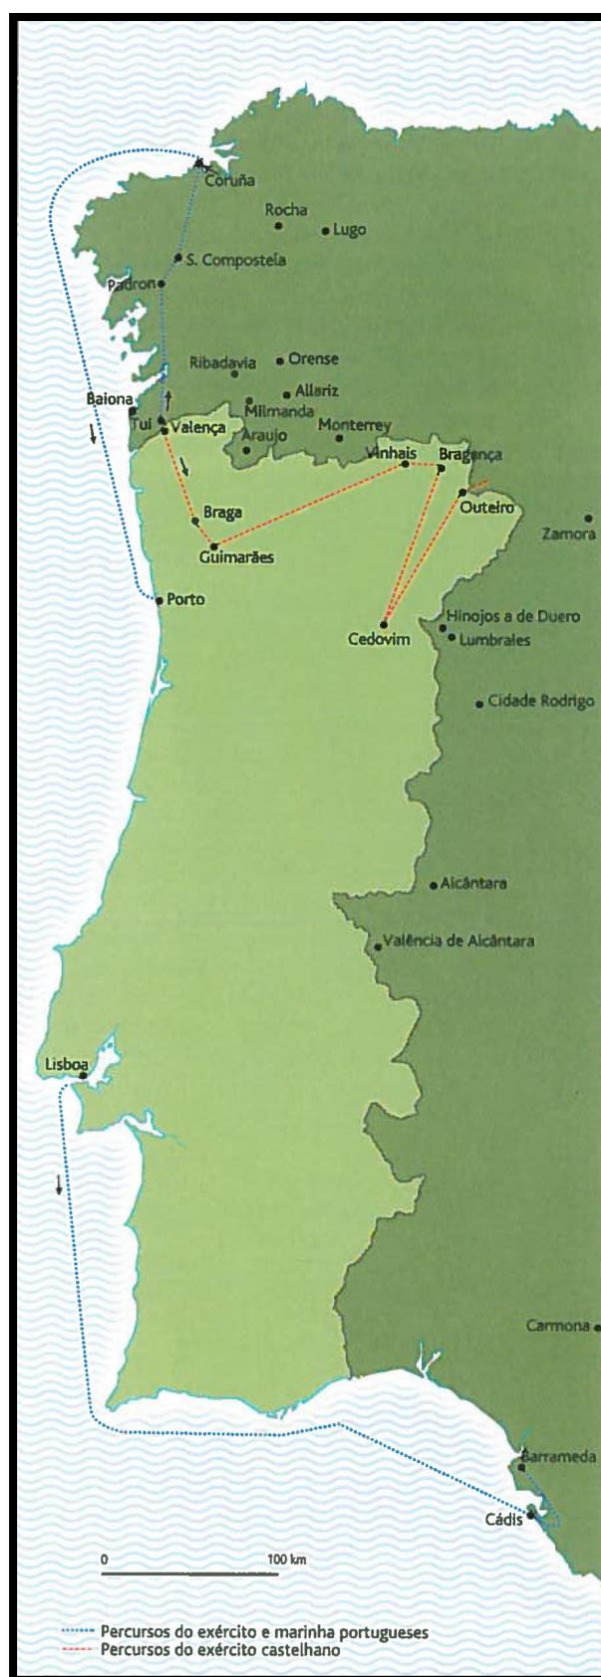 Coruña
Rocha
Lugo
S. Compostela
Padron
Ribadavia
Orense
Allariz
Baiona
Milmanda
Tui
Valença
Araujo
Monterrey
Vinhais
Bragança
Outeiro
Braga
Zamora
Guimarães
Porto
Hinojos a de Duero
Cedovim
Lumbrales
Cidade Rodrigo
Alcântara
Valência de Alcântara
Lisboa
Carmona
Barrameda
Cádis
0 100 km
Percursos do exército e marinha portugueses
Percursos do exército castelhano